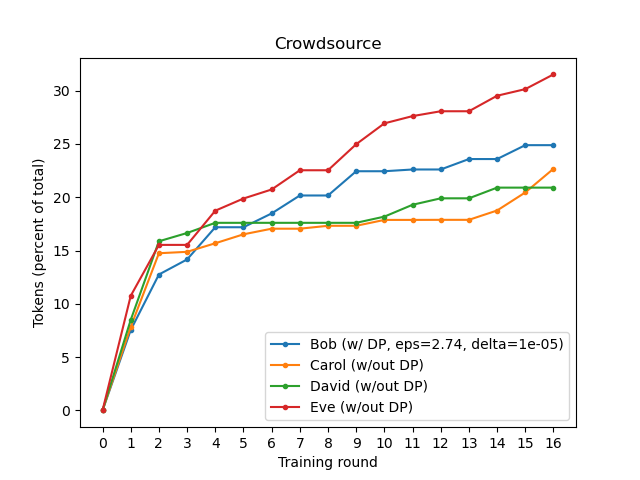 Crowdsource
Tokens (percent of total)
30
25
20
15
10
5
0
Bob (w/ DP, eps=2.74, delta=1e-05)
Carol (w/out DP)
David (w/out DP)
Eve (w/out DP)
0 1 2 3 4 5 6 7 8 9 10 11 12 13 14 15 16
Training round